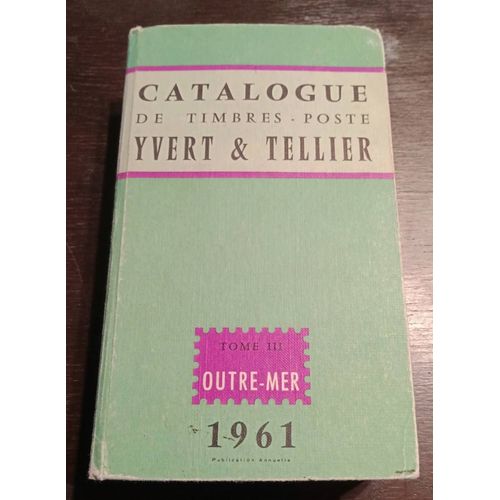 CATALOGUE
DE TIMBRES - POSTE
YVERT & TELLIER
TOME III
OUTRE-MER
1961
Publication Annuelle